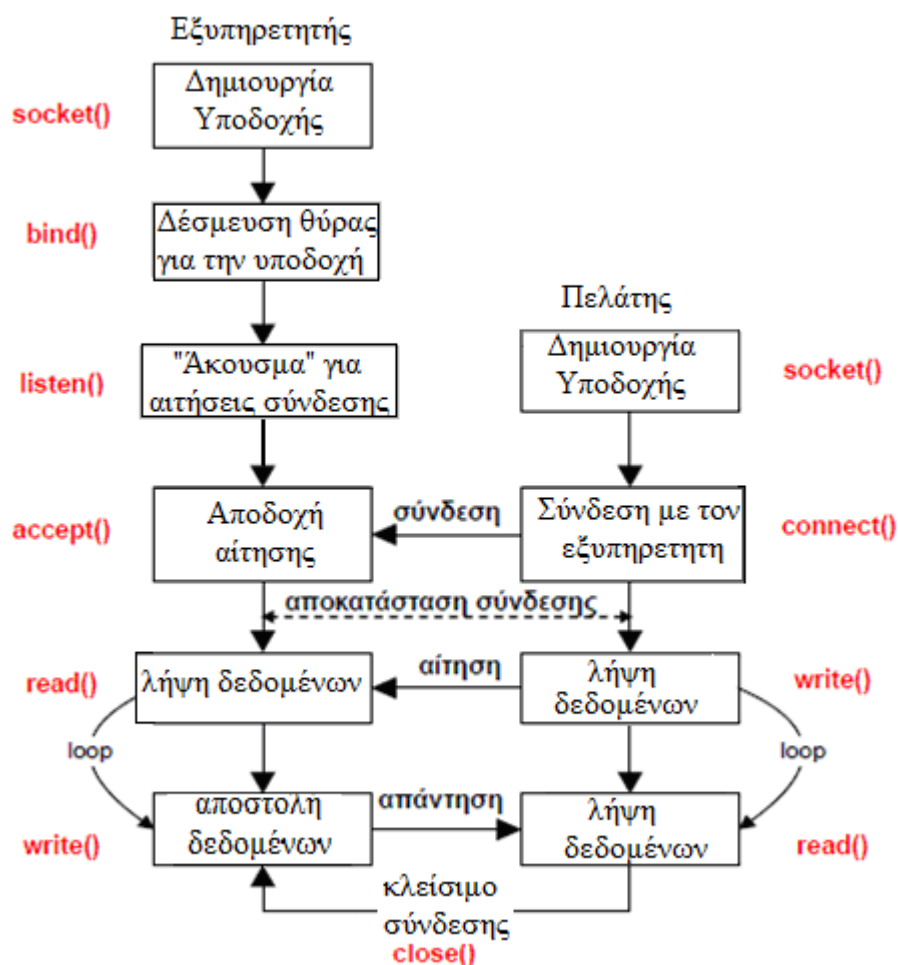 Εξυπηρετητής
Δημιουργία
Υποδοχής
socket()
Δέσμευση θύρας
για την υποδοχή
bind()
Πελάτης
"Άκουσμα" για
αιτήσεις σύνδεσης
listen()
Δημιουργία
Υποδοχής
socket()
accept()
Αποδοχή
αίτησης
σύνδεση
Σύνδεση με τον
εξυπηρετητη
connect()
αποκατάσταση σύνδεσης
read()
λήψη δεδομένων
αίτηση
λήψη
δεδομένων
write()
loop
loop
write()
αποστολη
δεδομένων
απάντηση
λήψη
δεδομένων
read()
κλείσιμο
σύνδεσης
close()